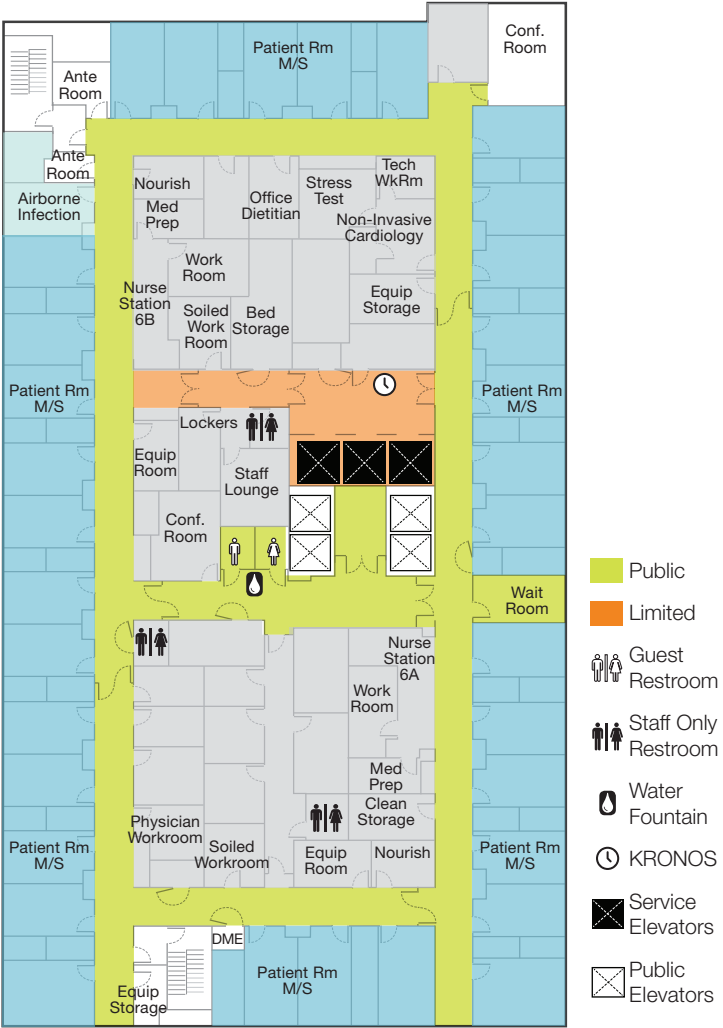 Patient Rm
M/S
Conf.
Room
Ante
Room
Ante
Room
Airborne
Infection
Nourish
Med
Prep
Office
Dietitian
Stress
Test
Tech
WkRm
Non-Invasive
Cardiology
Work
Room
Nurse
Station
6B
Soiled
Work
Room
Bed
Storage
Equip
Storage
Patient Rm
M/S
Patient Rm
M/S
Lockers
Equip
Room
Staff
Lounge
Conf.
Room
Wait
Room
Nurse
Station
6A
Work
Room
Med
Prep
Clean
Storage
Physician
Workroom
Soiled
Workroom
Equip
Room
Nourish
Patient Rm
M/S
Patient Rm
M/S
DME
Equip
Storage
Patient Rm
M/S
Public
Limited
Guest
Restroom
Staff Only
Restroom
Water
Fountain
KRONOS
Service
Elevators
Public
Elevators